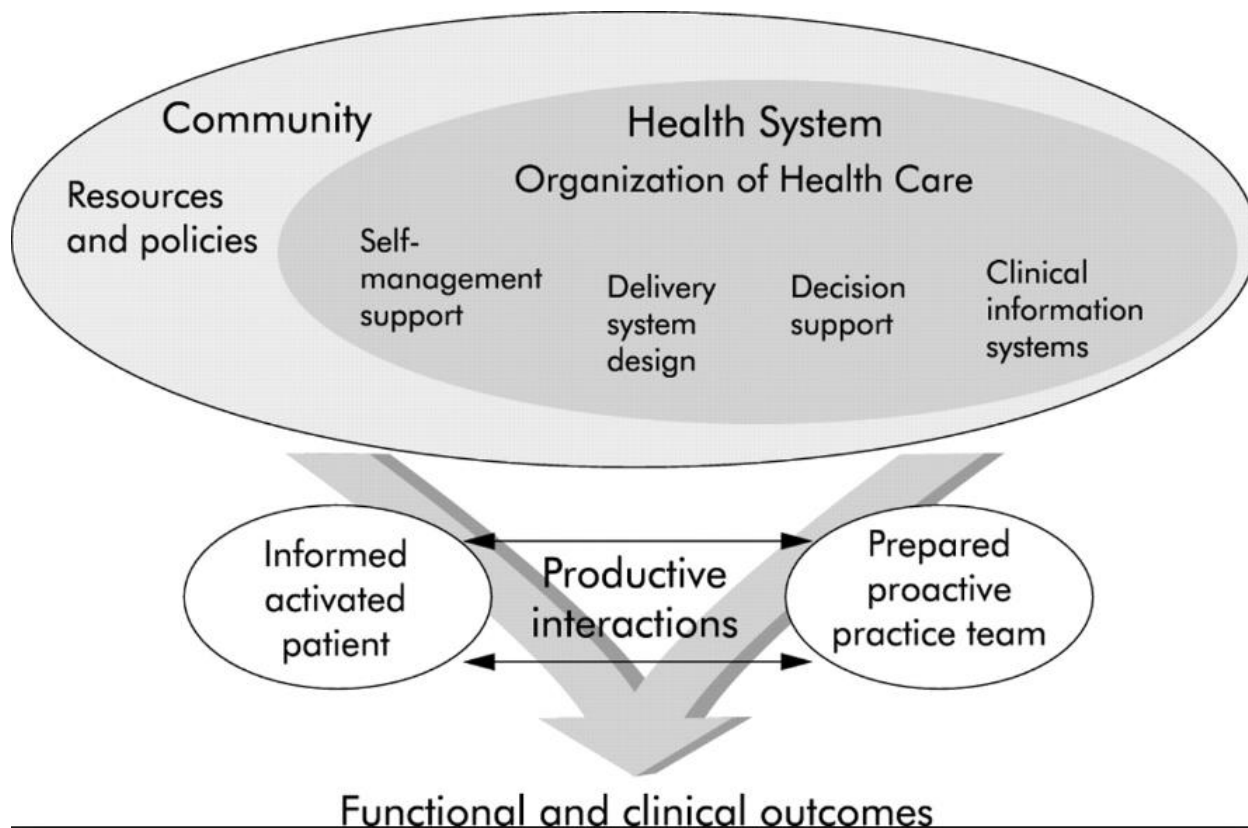 Community
Resources
and policies
Health System
Organization of Health Care
Self-
management
support
Delivery
system
design
Decision
support
Clinical
information
systems
Informed
activated
patient
Productive
interactions
Prepared
proactive
practice team
Functional and clinical outcomes